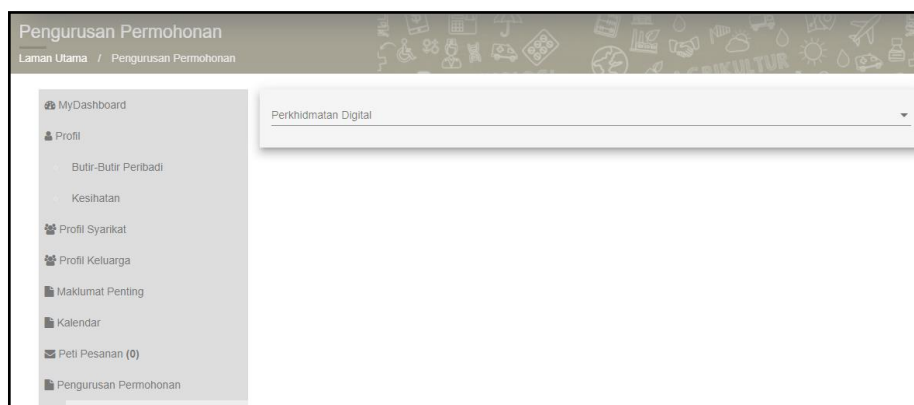 Pengurusan Permohonan
Laman Utama / Pengurusan Permohonan
AGRIKULTUR
MyDashboard
Perkhidmatan Digital
Profil
Butir-Butir Peribadi
Kesihatan
Profil Syarikat
Profil Keluarga
Maklumat Penting
Kalendar
Peti Pesanan (0)
Pengurusan Permohonan